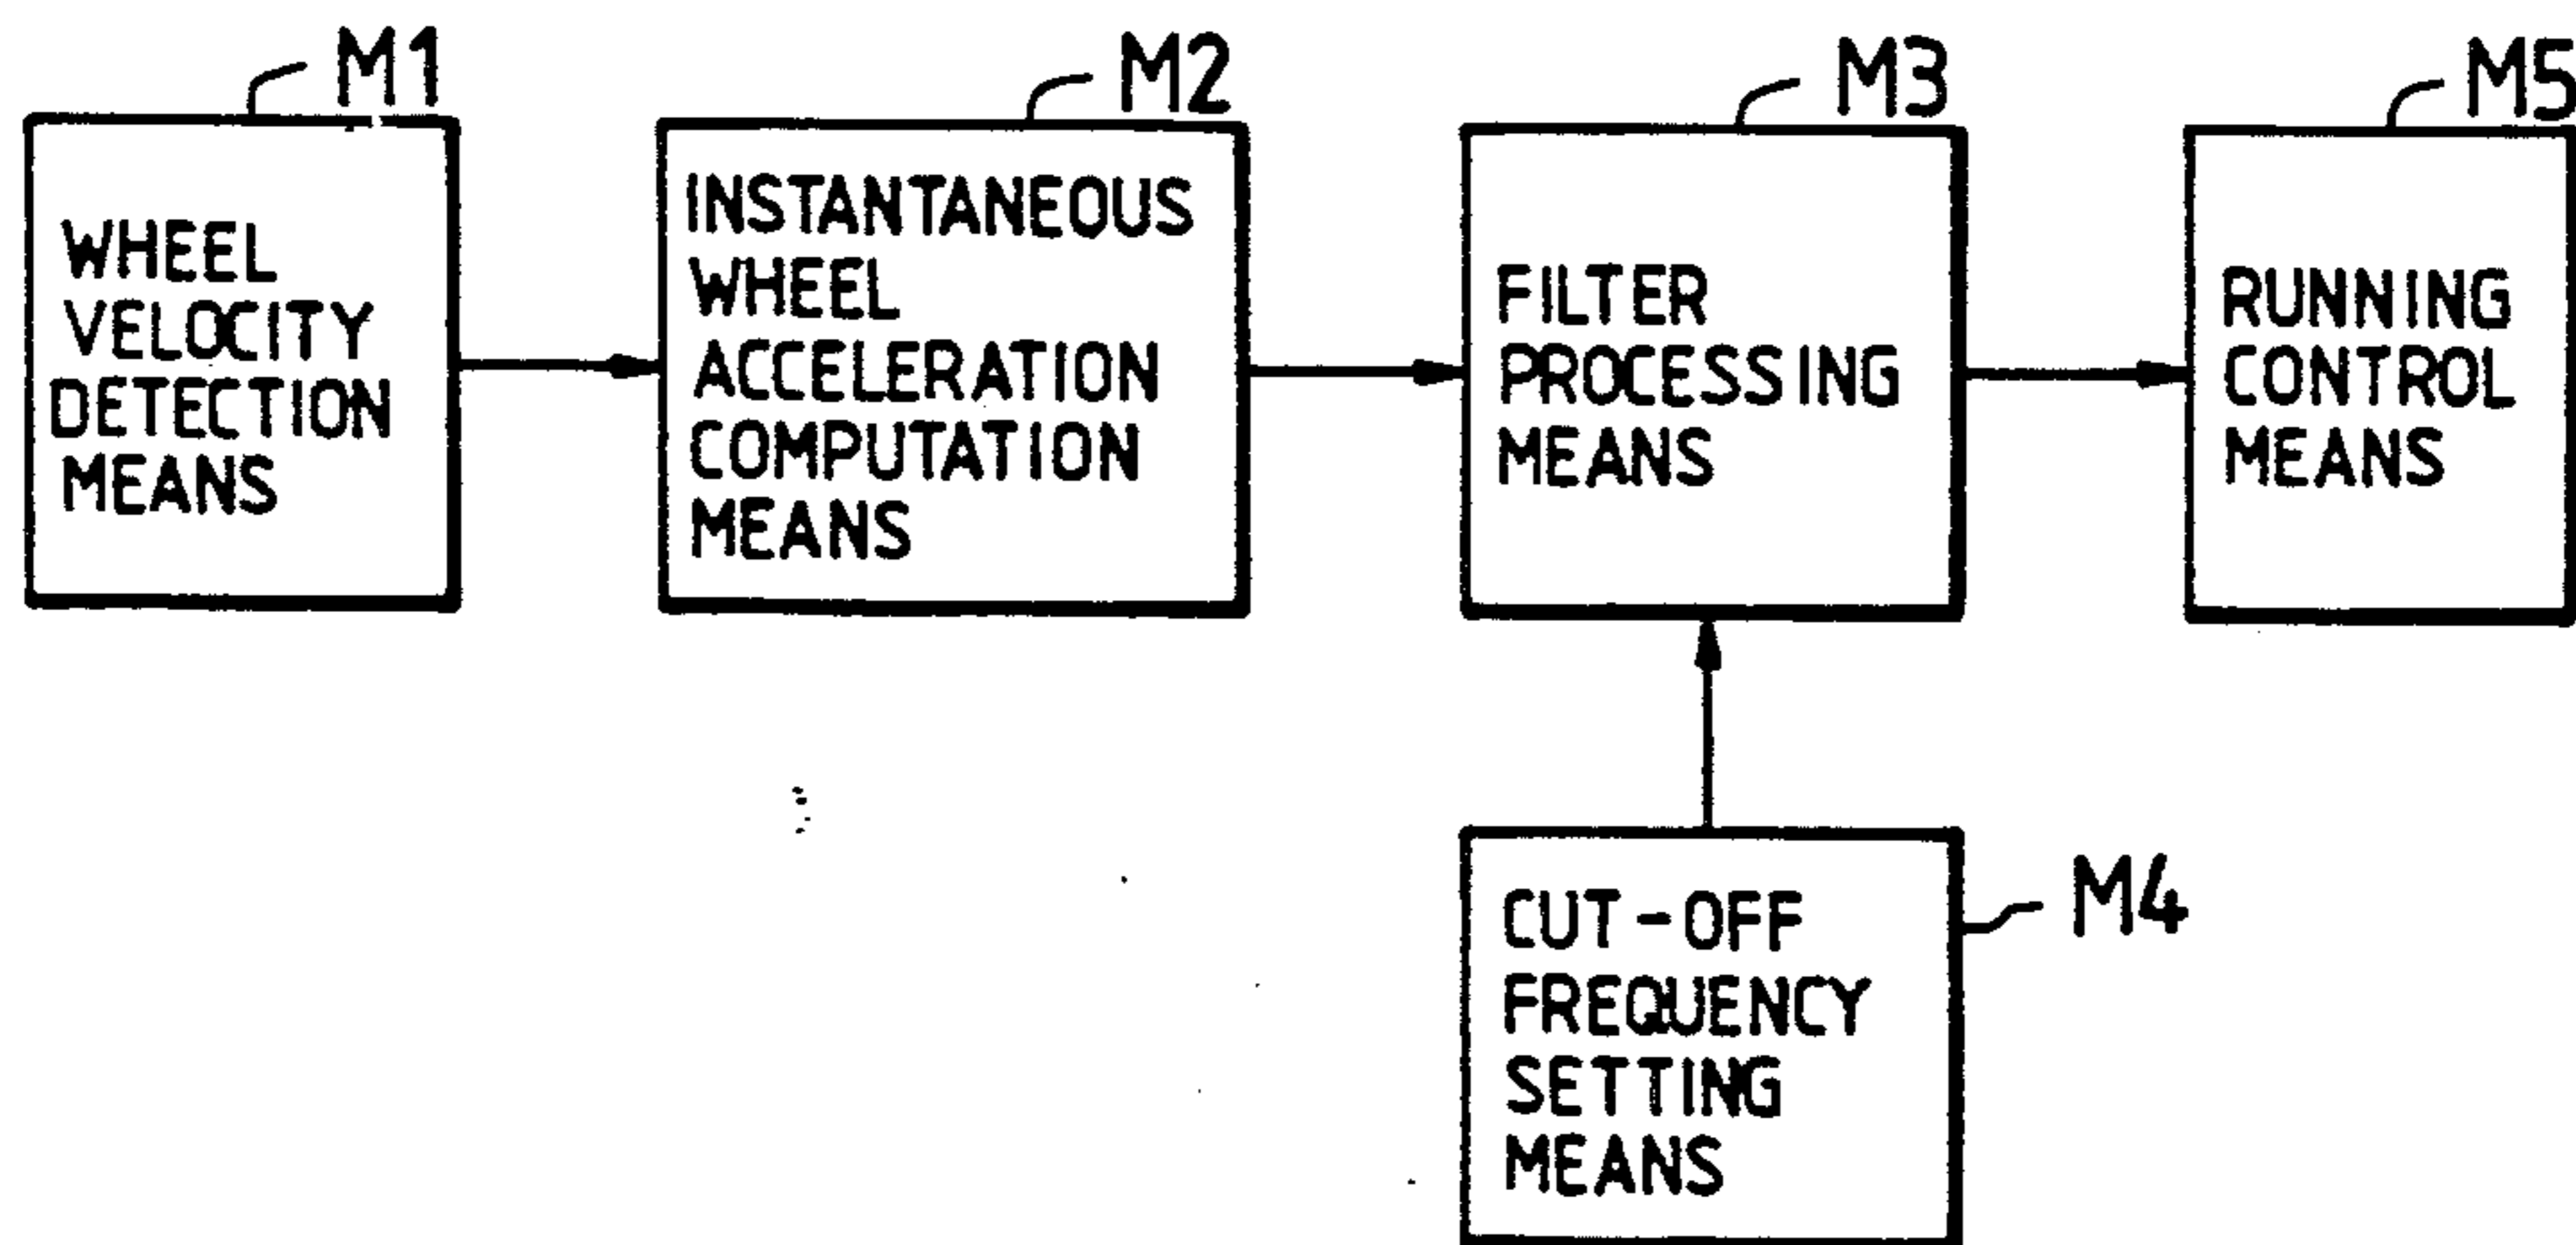 M1
WHEEL
VELOCITY
DETECTION
MEANS
M2
INSTANTANEOUS
WHEEL
ACCELERATION
COMPUTATION
MEANS
M3
FILTER
PROCESSING
MEANS
M5
RUNNING
CONTROL
MEANS
M4
CUT-OFF
FREQUENCY
SETTING
MEANS